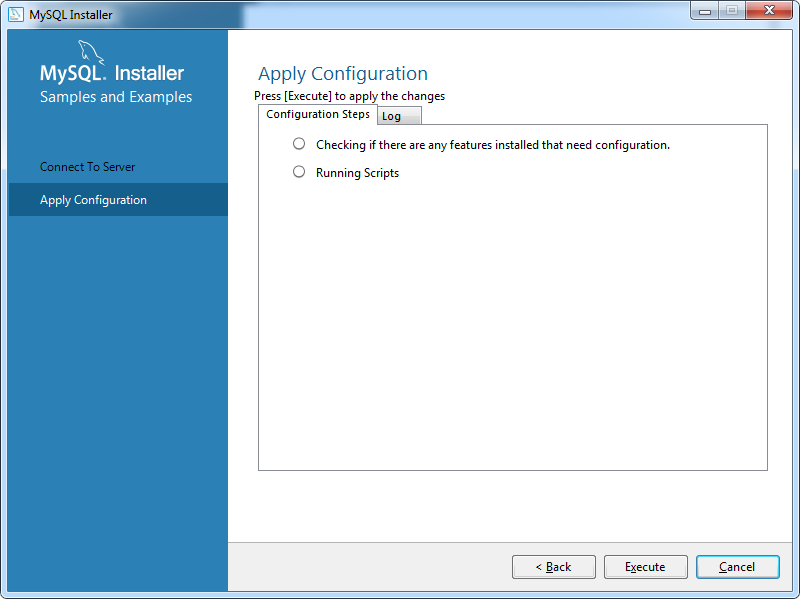 MySQL Installer
MySQL. Installer
Samples and Examples
Connect To Server
Apply Configuration
Apply Configuration
Press [Execute] to apply the changes
Configuration Steps
Log
Checking if there are any features installed that need configuration.
Running Scripts
< Back
Execute
Cancel